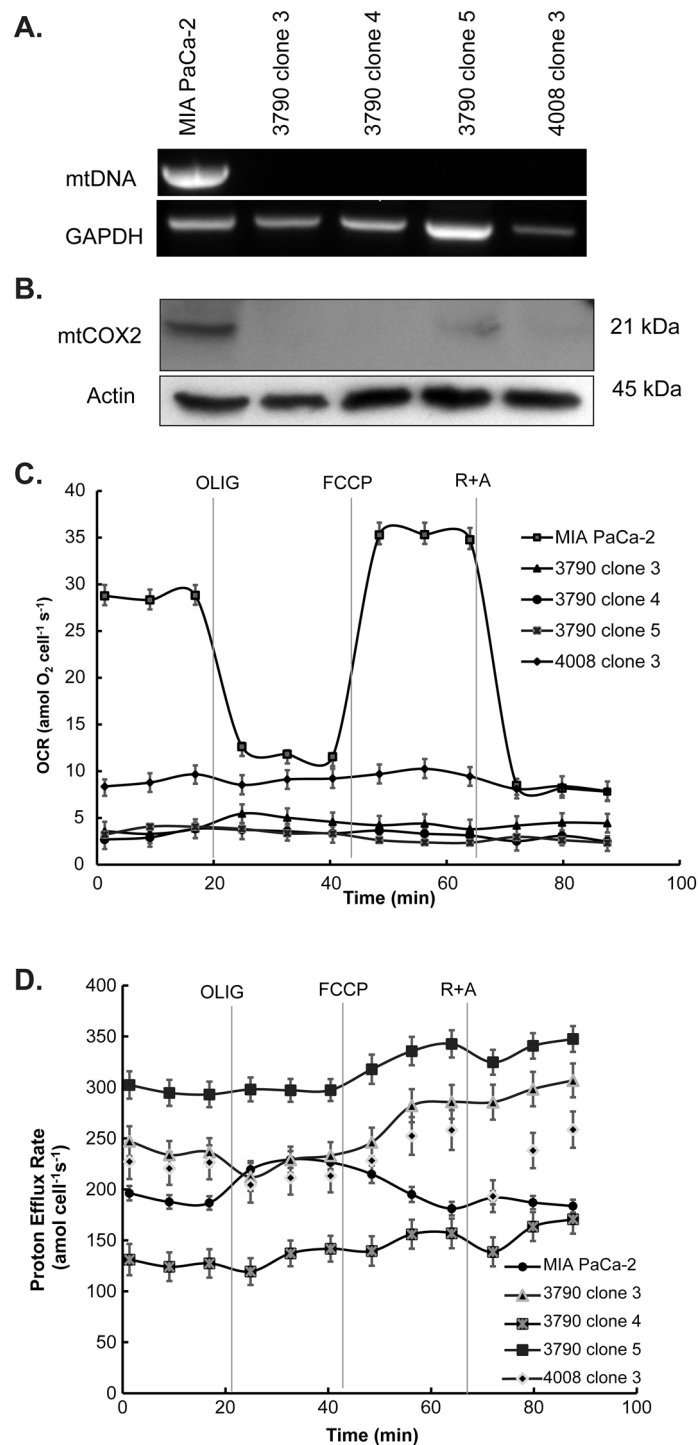 A.
MIA PaCa-2
3790 clone 3
3790 clone 4
3790 clone 5
4008 clone 3
mtDNA
GAPDH
B.
mtCOX2
21 kDa
Actin
45 kDa
C.
OLIG
FCCP
R+A
40
35
30
25
20
15
10
5
0
OCR (amol O₂ cell⁻¹ s⁻¹)
MIA PaCa-2
3790 clone 3
3790 clone 4
3790 clone 5
4008 clone 3
0 20 40 60 80 100
Time (min)
D.
OLIG
FCCP
R+A
400
350
300
250
200
150
100
50
0
Proton Efflux Rate
(amol cell⁻¹s⁻¹)
MIA PaCa-2
3790 clone 3
3790 clone 4
3790 clone 5
4008 clone 3
0 20 40 60 80 100
Time (min)